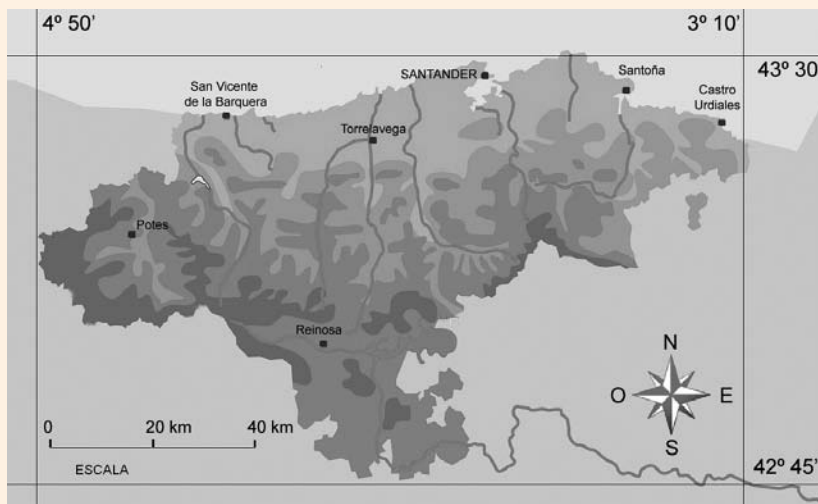 4º 50'
3 10'
43º 30
SANTANDER
Santoña
San Vicente
de la Barquera
Castro
Urdiales
Torrelavega
Potes
Reinosa
N
O
E
S
0
20 km
40 km
ESCALA
42º 45'